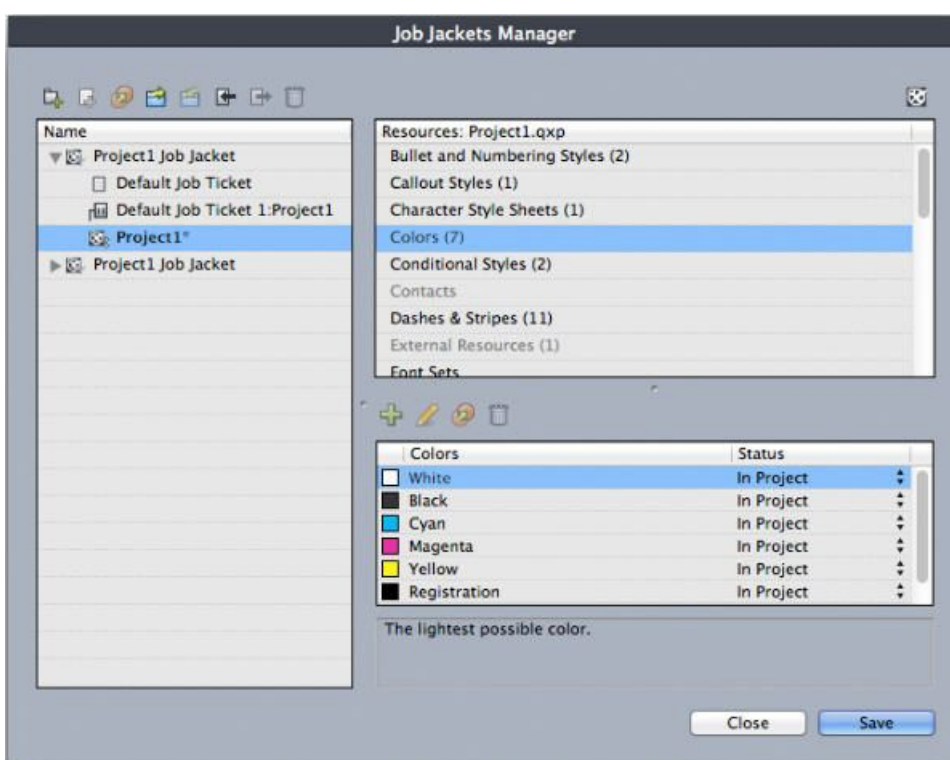 Job Jackets Manager
Name
Project1 Job Jacket
Default Job Ticket
Default Job Ticket 1:Project1
Project1*
Project1 Job Jacket
Resources: Project1.qxp
Bullet and Numbering Styles (2)
Callout Styles (1)
Character Style Sheets (1)
Colors (7)
Conditional Styles (2)
Contacts
Dashes & Stripes (11)
External Resources (1)
Font Sets
Colors Status
White In Project
Black In Project
Cyan In Project
Magenta In Project
Yellow In Project
Registration In Project
The lightest possible color.
Close Save